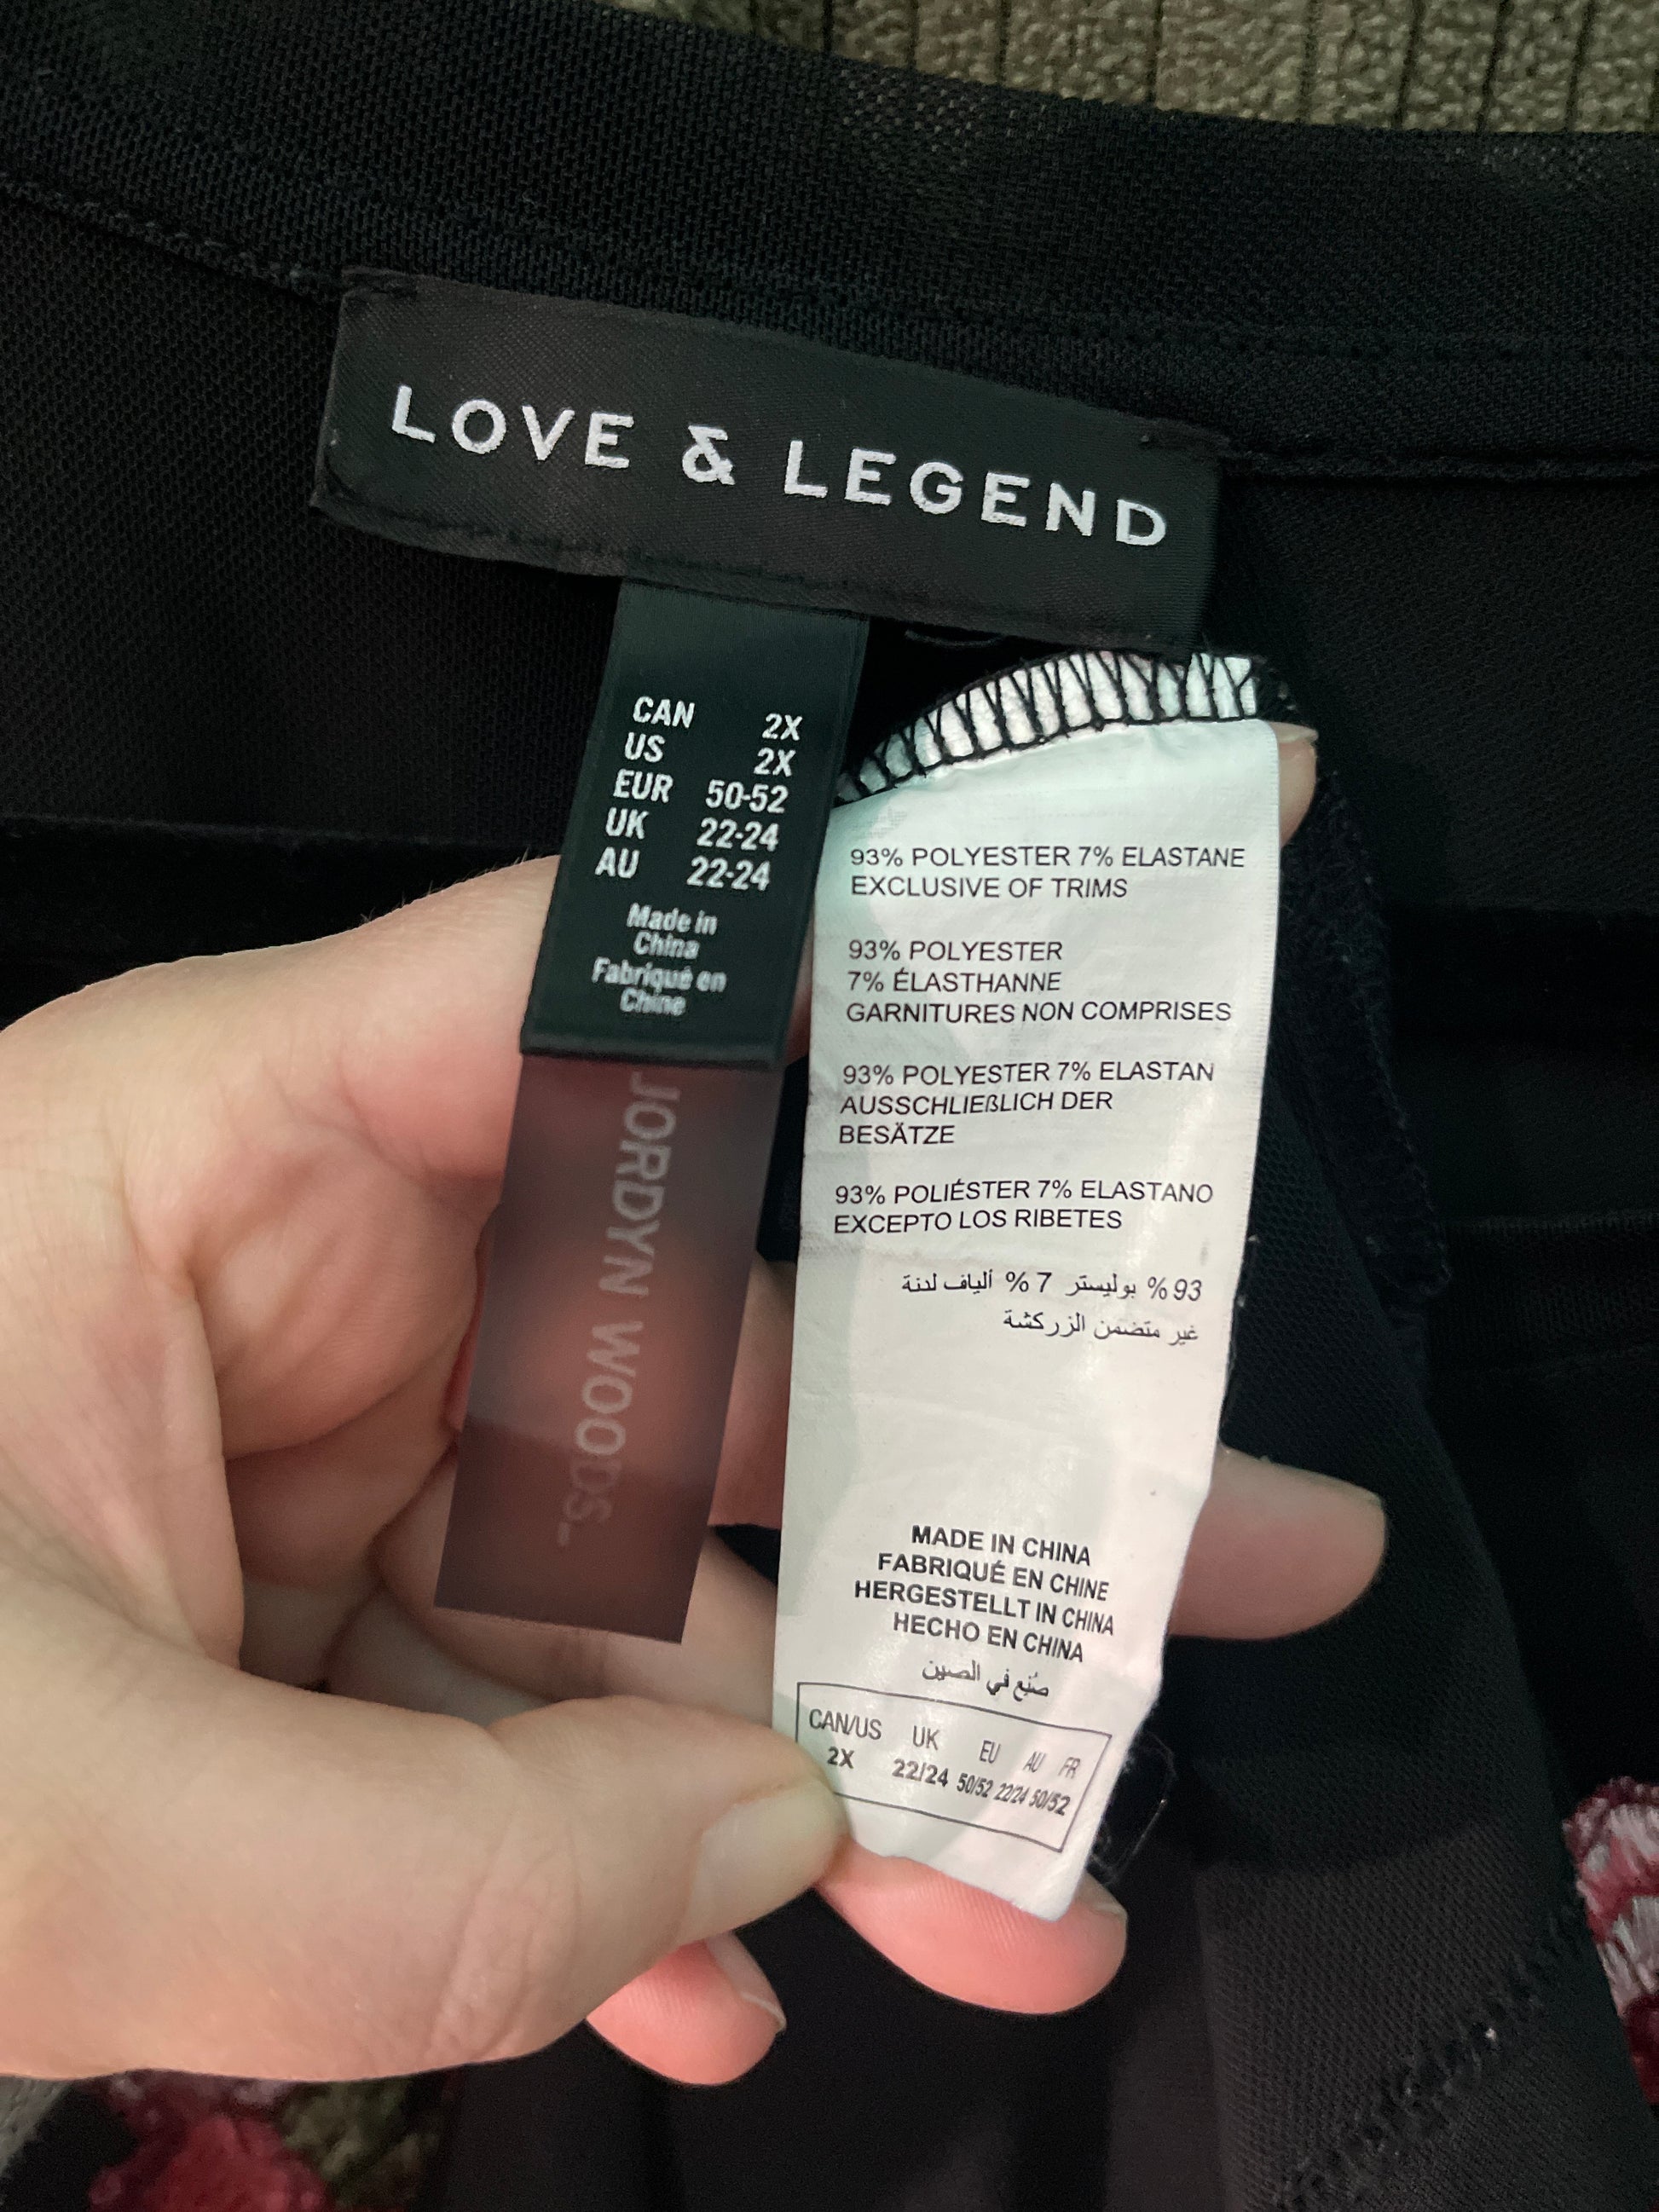 LOVE & LEGEND
CAN 2X
US 2X
EUR 50-52
UK 22-24
AU 22-24
Made in
China
Fabriqué en
Chine
JORDYN WOODS_
93% POLYESTER 7% ELASTANE
EXCLUSIVE OF TRIMS
93% POLYESTER
7% ÉLASTHANNE
GARNITURES NON COMPRISES
93% POLYESTER 7% ELASTAN
AUSSCHLIEßLICH DER
BESÄTZE
93% POLIÉSTER 7% ELASTANO
EXCEPTO LOS RIBETES
93 % بوليستر 7 % ألياف لدنة
غير متضمن الزركشة
MADE IN CHINA
FABRIQUÉ EN CHINE
HERGESTELLT IN CHINA
HECHO EN CHINA
صُنِع في الصين
CAN/US UK EU AU FR
2X 22/24 50/52 22/24 50/52